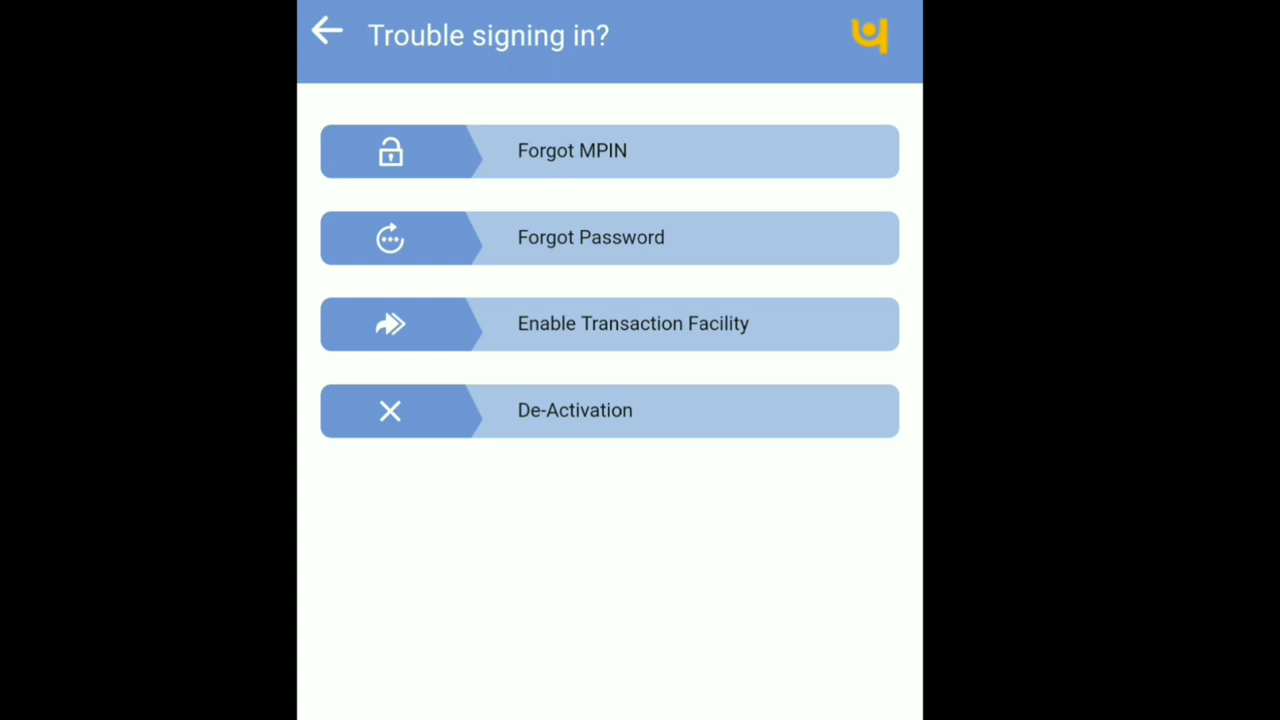 Trouble signing in?
Forgot MPIN
Forgot Password
Enable Transaction Facility
De-Activation